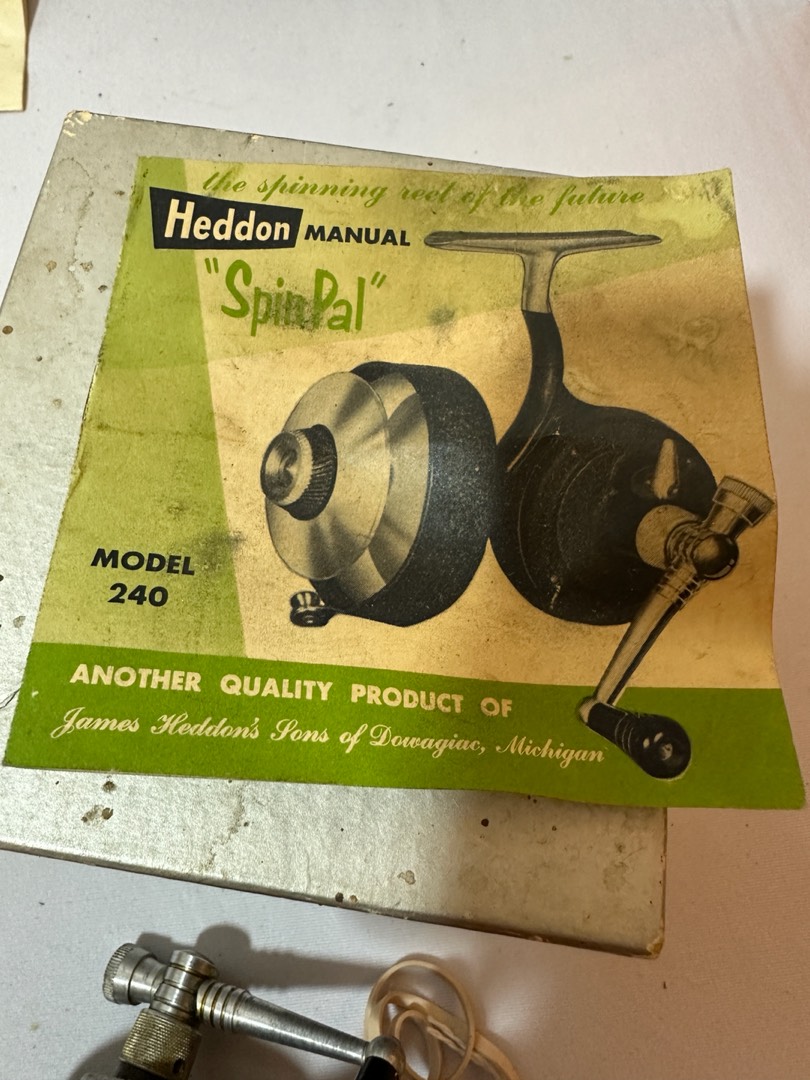 the spinning reel of the future
Heddon MANUAL
"SpinPal"
MODEL
240
ANOTHER QUALITY PRODUCT OF
James Heddon's Sons of Dowagiac, Michigan